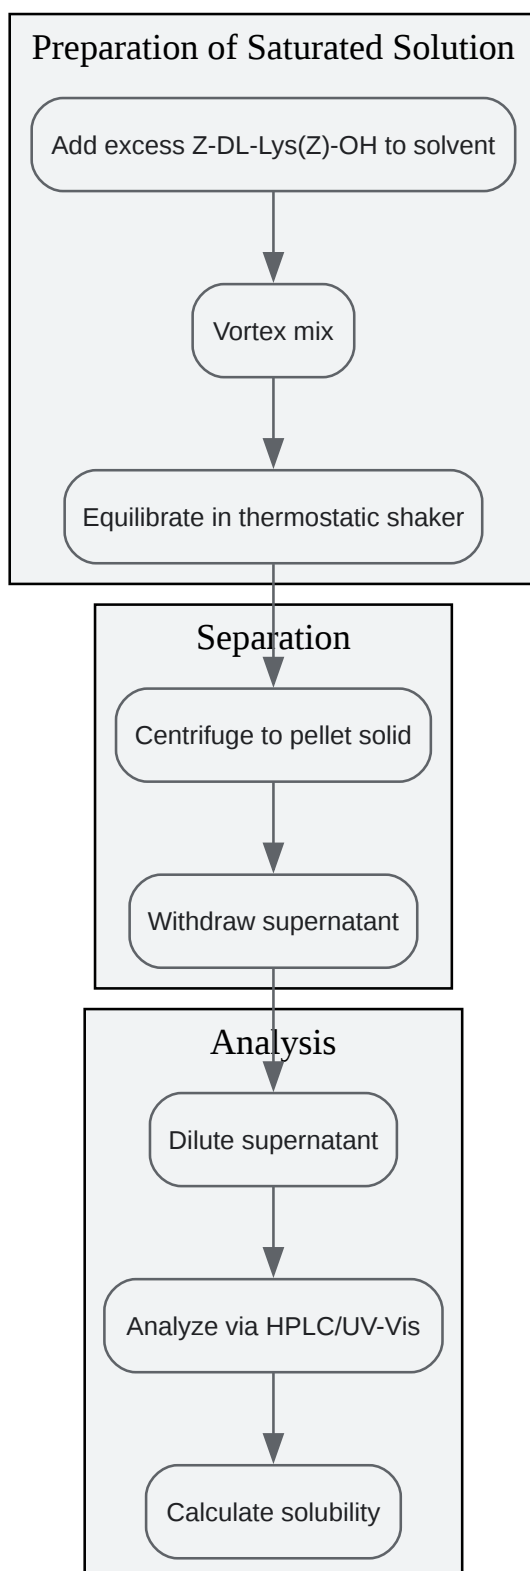 Preparation of Saturated Solution
Add excess Z-DL-Lys(Z)-OH to solvent
Vortex mix
Equilibrate in thermostatic shaker
Separation
Centrifuge to pellet solid
Withdraw supernatant
Analysis
Dilute supernatant
Analyze via HPLC/UV-Vis
Calculate solubility